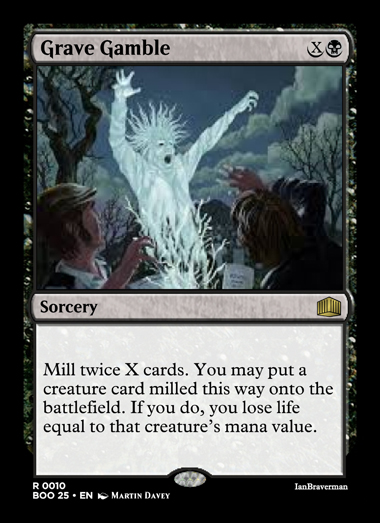 Grave Gamble X
Sorcery
Mill twice X cards. You may put a
creature card milled this way onto the
battlefield. If you do, you lose life
equal to that creature's mana value.
R 0010
BOO 25 • EN Martin Davey
IanBraverman